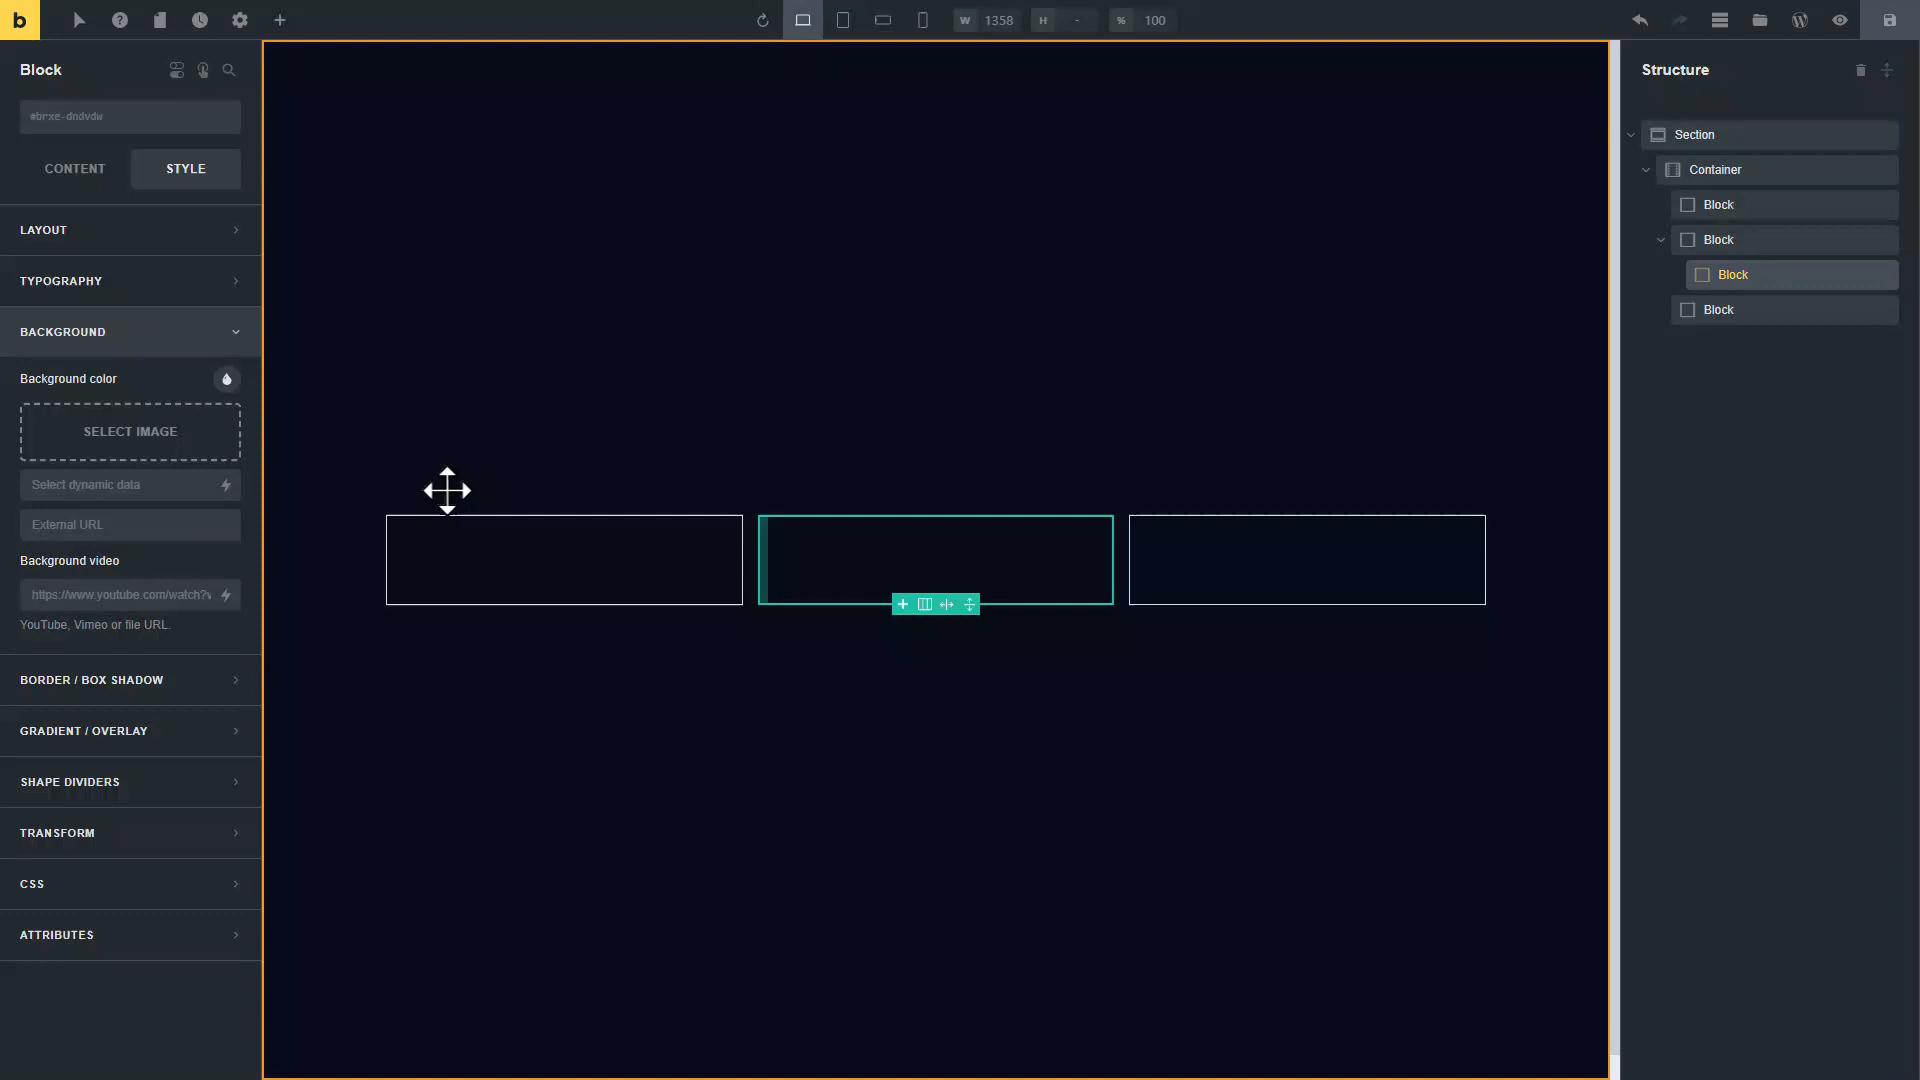 b
W 1358 H - % 100
Block
#brxe-dndvdw
CONTENT STYLE
LAYOUT
TYPOGRAPHY
BACKGROUND
Background color
SELECT IMAGE
Select dynamic data
External URL
Background video
https://www.youtube.com/watch?v
YouTube, Vimeo or file URL.
BORDER / BOX SHADOW
GRADIENT / OVERLAY
SHAPE DIVIDERS
TRANSFORM
CSS
ATTRIBUTES
Structure
Section
Container
Block
Block
Block
Block